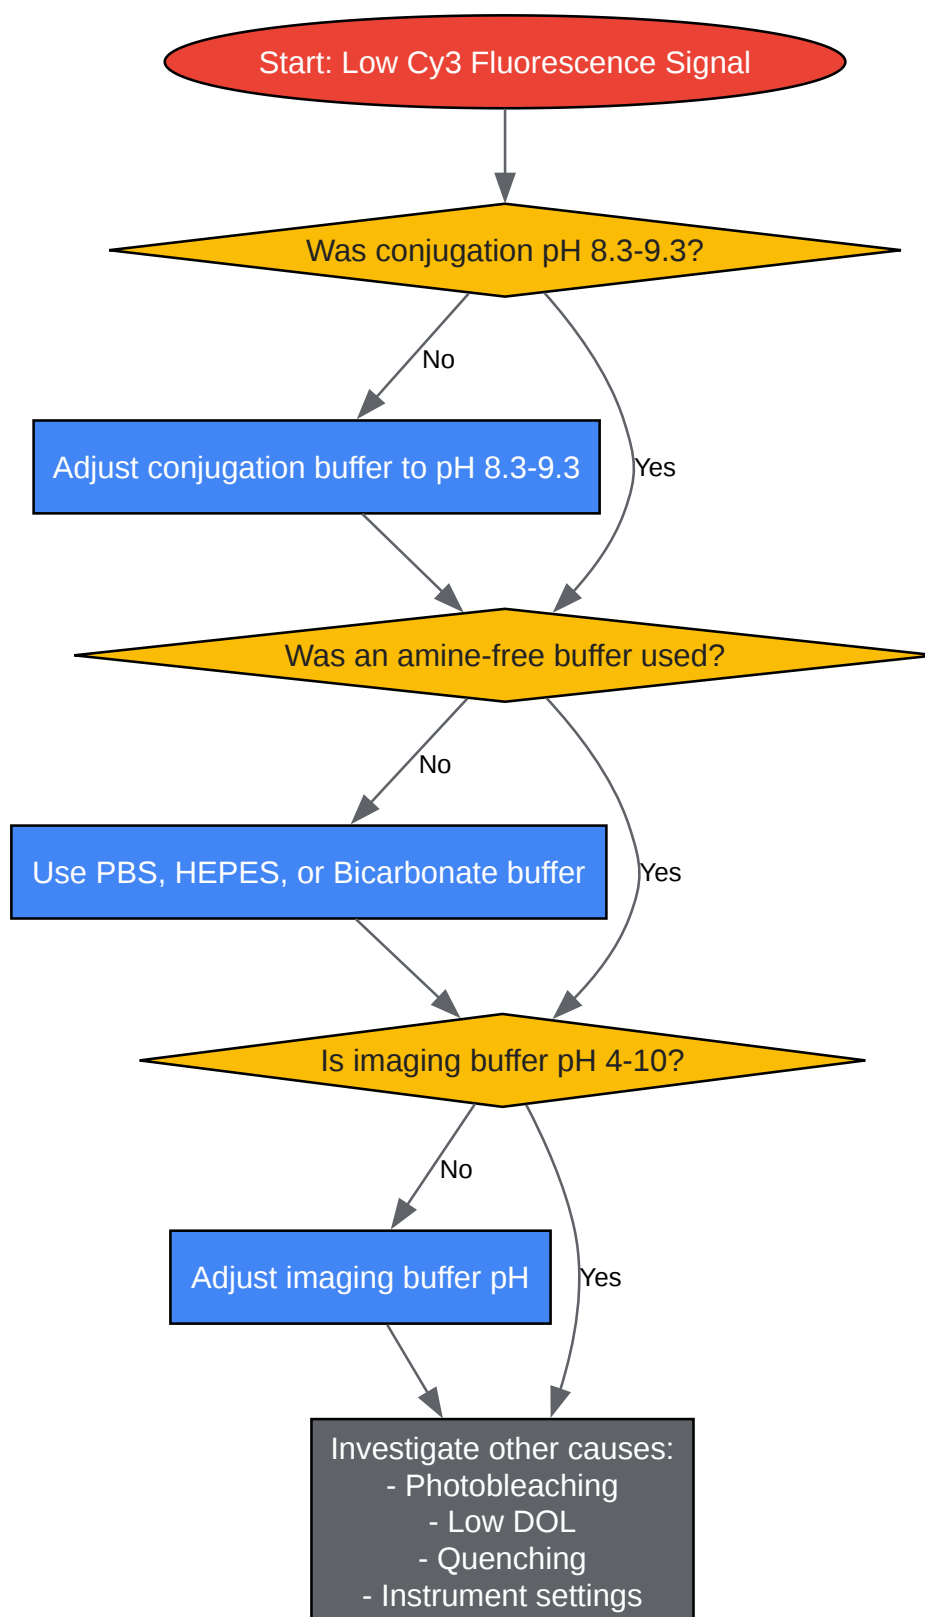 Start: Low Cy3 Fluorescence Signal
Was conjugation pH 8.3-9.3?
No
Adjust conjugation buffer to pH 8.3-9.3
Yes
Was an amine-free buffer used?
No
Use PBS, HEPES, or Bicarbonate buffer
Yes
Is imaging buffer pH 4-10?
No
Adjust imaging buffer pH
Yes
Investigate other causes:
- Photobleaching
- Low DOL
- Quenching
- Instrument settings